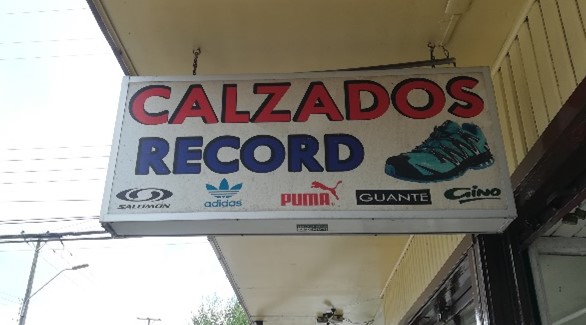 CALZADOS
RECORD
SALOMON adidas PUMA GUANTE Gino